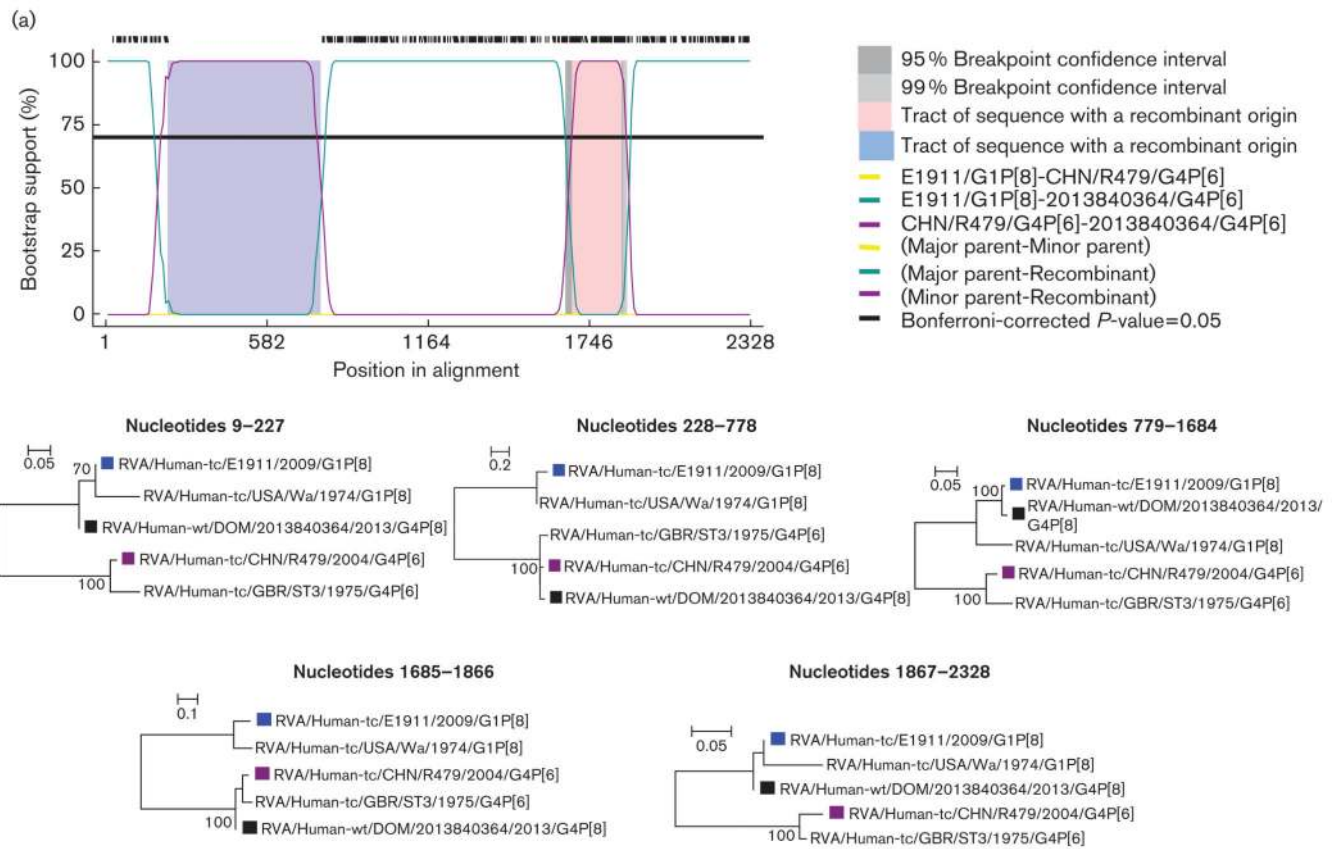 (a)
100
75
50
25
0
Bootstrap support (%)
1
582
1164
1746
2328
Position in alignment
95 % Breakpoint confidence interval
99 % Breakpoint confidence interval
Tract of sequence with a recombinant origin
Tract of sequence with a recombinant origin
E1911/G1P[8]-CHN/R479/G4P[6]
E1911/G1P[8]-2013840364/G4P[6]
CHN/R479/G4P[6]-2013840364/G4P[6]
(Major parent-Minor parent)
(Major parent-Recombinant)
(Minor parent-Recombinant)
Bonferroni-corrected P-value=0.05
Nucleotides 9–227
0.05
70
RVA/Human-tc/E1911/2009/G1P[8]
RVA/Human-tc/USA/Wa/1974/G1P[8]
RVA/Human-wt/DOM/2013840364/2013/G4P[8]
RVA/Human-tc/CHN/R479/2004/G4P[6]
100
RVA/Human-tc/GBR/ST3/1975/G4P[6]
Nucleotides 228–778
0.2
RVA/Human-tc/E1911/2009/G1P[8]
RVA/Human-tc/USA/Wa/1974/G1P[8]
RVA/Human-tc/GBR/ST3/1975/G4P[6]
100
RVA/Human-tc/CHN/R479/2004/G4P[6]
RVA/Human-wt/DOM/2013840364/2013/G4P[8]
Nucleotides 779–1684
0.05
100
RVA/Human-tc/E1911/2009/G1P[8]
RVA/Human-wt/DOM/2013840364/2013/
G4P[8]
RVA/Human-tc/USA/Wa/1974/G1P[8]
RVA/Human-tc/CHN/R479/2004/G4P[6]
100
RVA/Human-tc/GBR/ST3/1975/G4P[6]
Nucleotides 1685–1866
0.1
RVA/Human-tc/E1911/2009/G1P[8]
RVA/Human-tc/USA/Wa/1974/G1P[8]
RVA/Human-tc/CHN/R479/2004/G4P[6]
RVA/Human-tc/GBR/ST3/1975/G4P[6]
100
RVA/Human-wt/DOM/2013840364/2013/G4P[8]
Nucleotides 1867–2328
0.05
RVA/Human-tc/E1911/2009/G1P[8]
RVA/Human-tc/USA/Wa/1974/G1P[8]
RVA/Human-wt/DOM/2013840364/2013/G4P[8]
RVA/Human-tc/CHN/R479/2004/G4P[6]
100
RVA/Human-tc/GBR/ST3/1975/G4P[6]